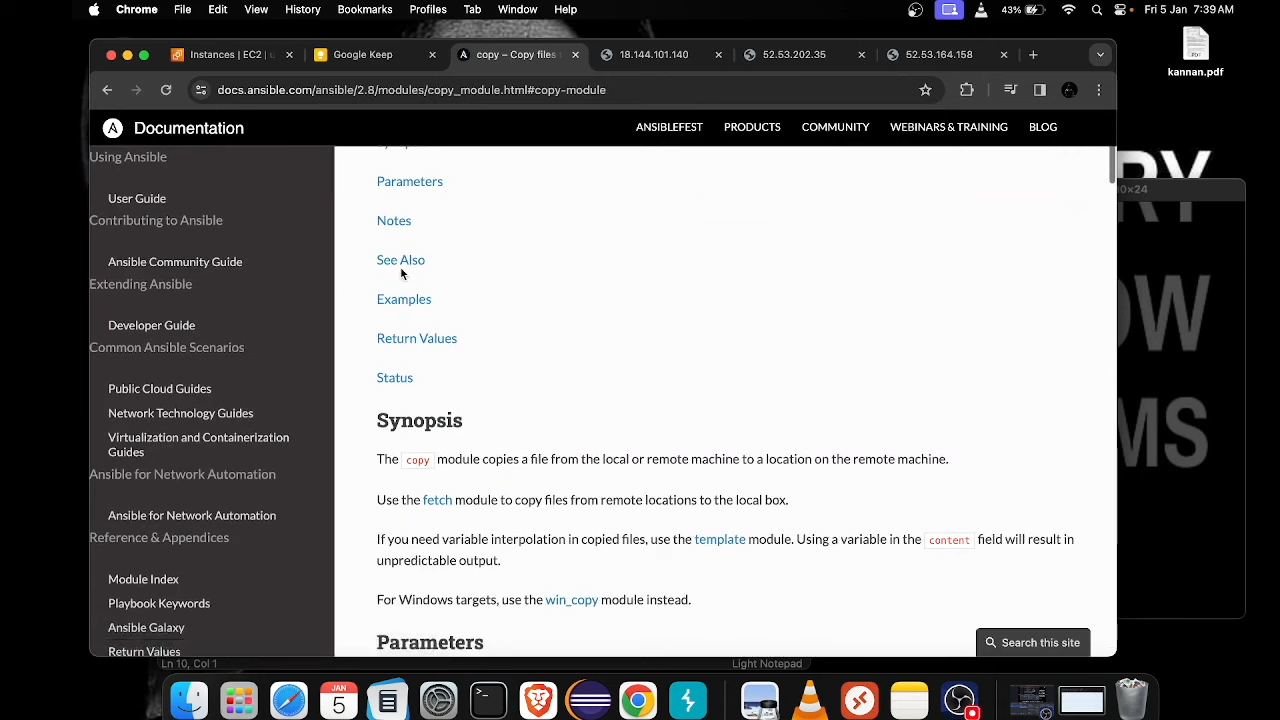 Chrome File Edit View History Bookmarks Profiles Tab Window Help 43% Fri 5 Jan 7:39 AM
Instances | EC2 | Google Keep copy – Copy files 18.144.101.140 52.53.202.35 52.53.164.158
docs.ansible.com/ansible/2.8/modules/copy_module.html#copy-module
kannan.pdf
PDF
A Documentation ANSIBLEFEST PRODUCTS COMMUNITY WEBINARS & TRAINING BLOG
Using Ansible
User Guide
Contributing to Ansible
Ansible Community Guide
Extending Ansible
Developer Guide
Common Ansible Scenarios
Public Cloud Guides
Network Technology Guides
Virtualization and Containerization
Guides
Ansible for Network Automation
Ansible for Network Automation
Reference & Appendices
Module Index
Playbook Keywords
Ansible Galaxy
Return Values
Parameters
Notes
See Also
Examples
Return Values
Status
Synopsis
The copy module copies a file from the local or remote machine to a location on the remote machine.
Use the fetch module to copy files from remote locations to the local box.
If you need variable interpolation in copied files, use the template module. Using a variable in the content field will result in
unpredictable output.
For Windows targets, use the win_copy module instead.
Parameters
Search this site
Ln 10, Col 1 Light Notepad
JAN
5